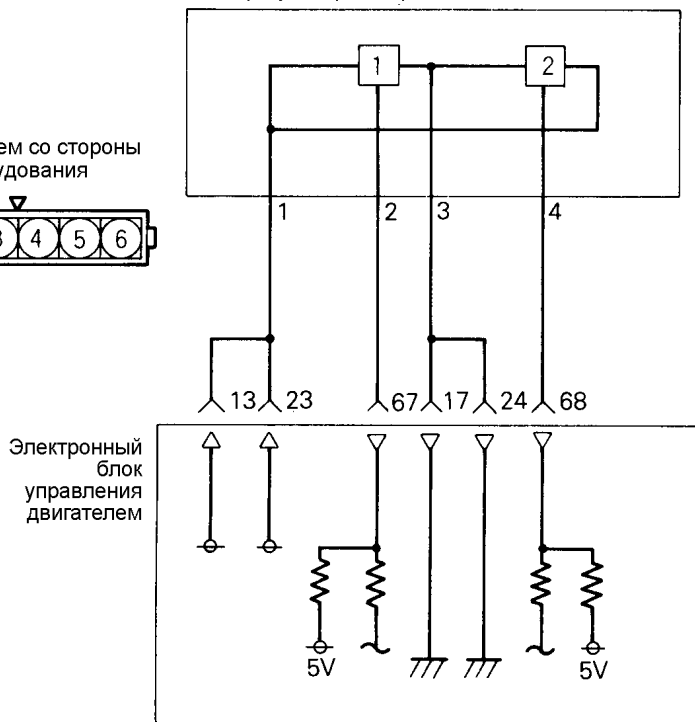 1 2
ем со стороны
удования
1 2 3 4
4 5 6
13 23 67 17 24 68
Электронный
блок
управления
двигателем
5V 5V